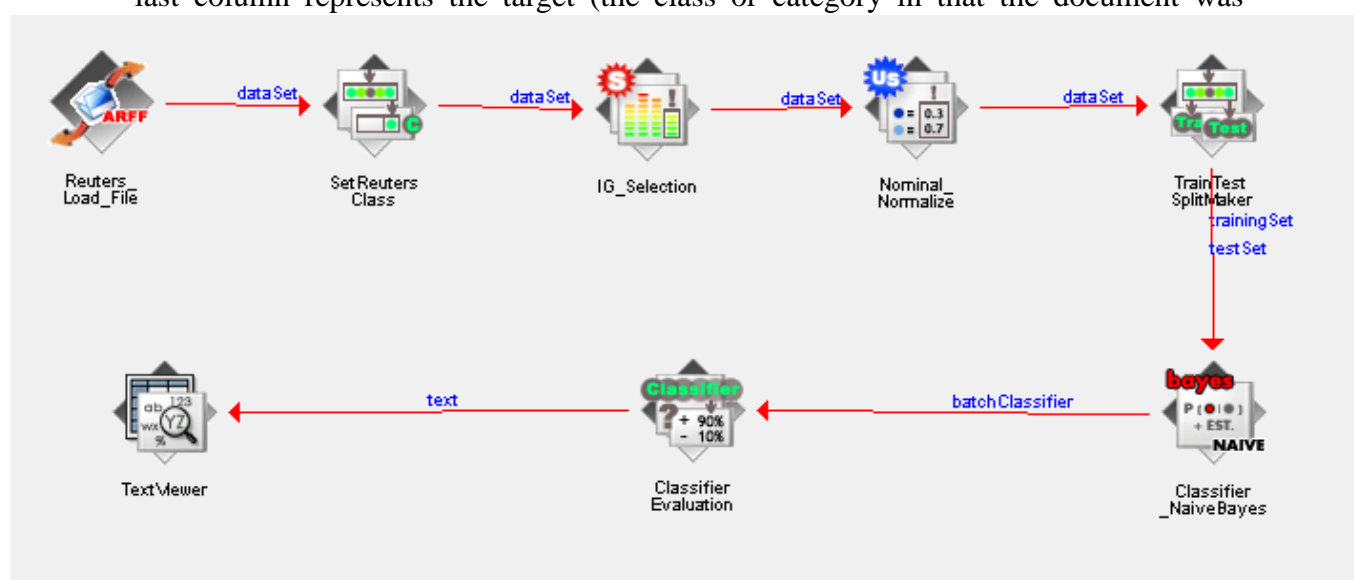 last column represents the target (the class or category in that the document was
dataSet
dataSet
dataSet
dataSet
ARFF
C
S
Us
= 0.3
= 0.7
Tra Test
Reuters_
Load_File
SetReuters
Class
IG_Selection
Nominal_
Normalize
TrainTest
SplitMaker
trainingSet
testSet
ab 123
wx YZ
%
text
Classifier
? + 90%
- 10%
batchClassifier
bayes
P ( | )
+ EST.
NAIVE
TextViewer
Classifier
Evaluation
Classifier
_NaiveBayes